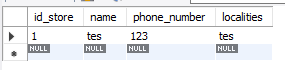 id_store name phone_number localities
1 tes 123 tes
NULL NULL NULL NULL